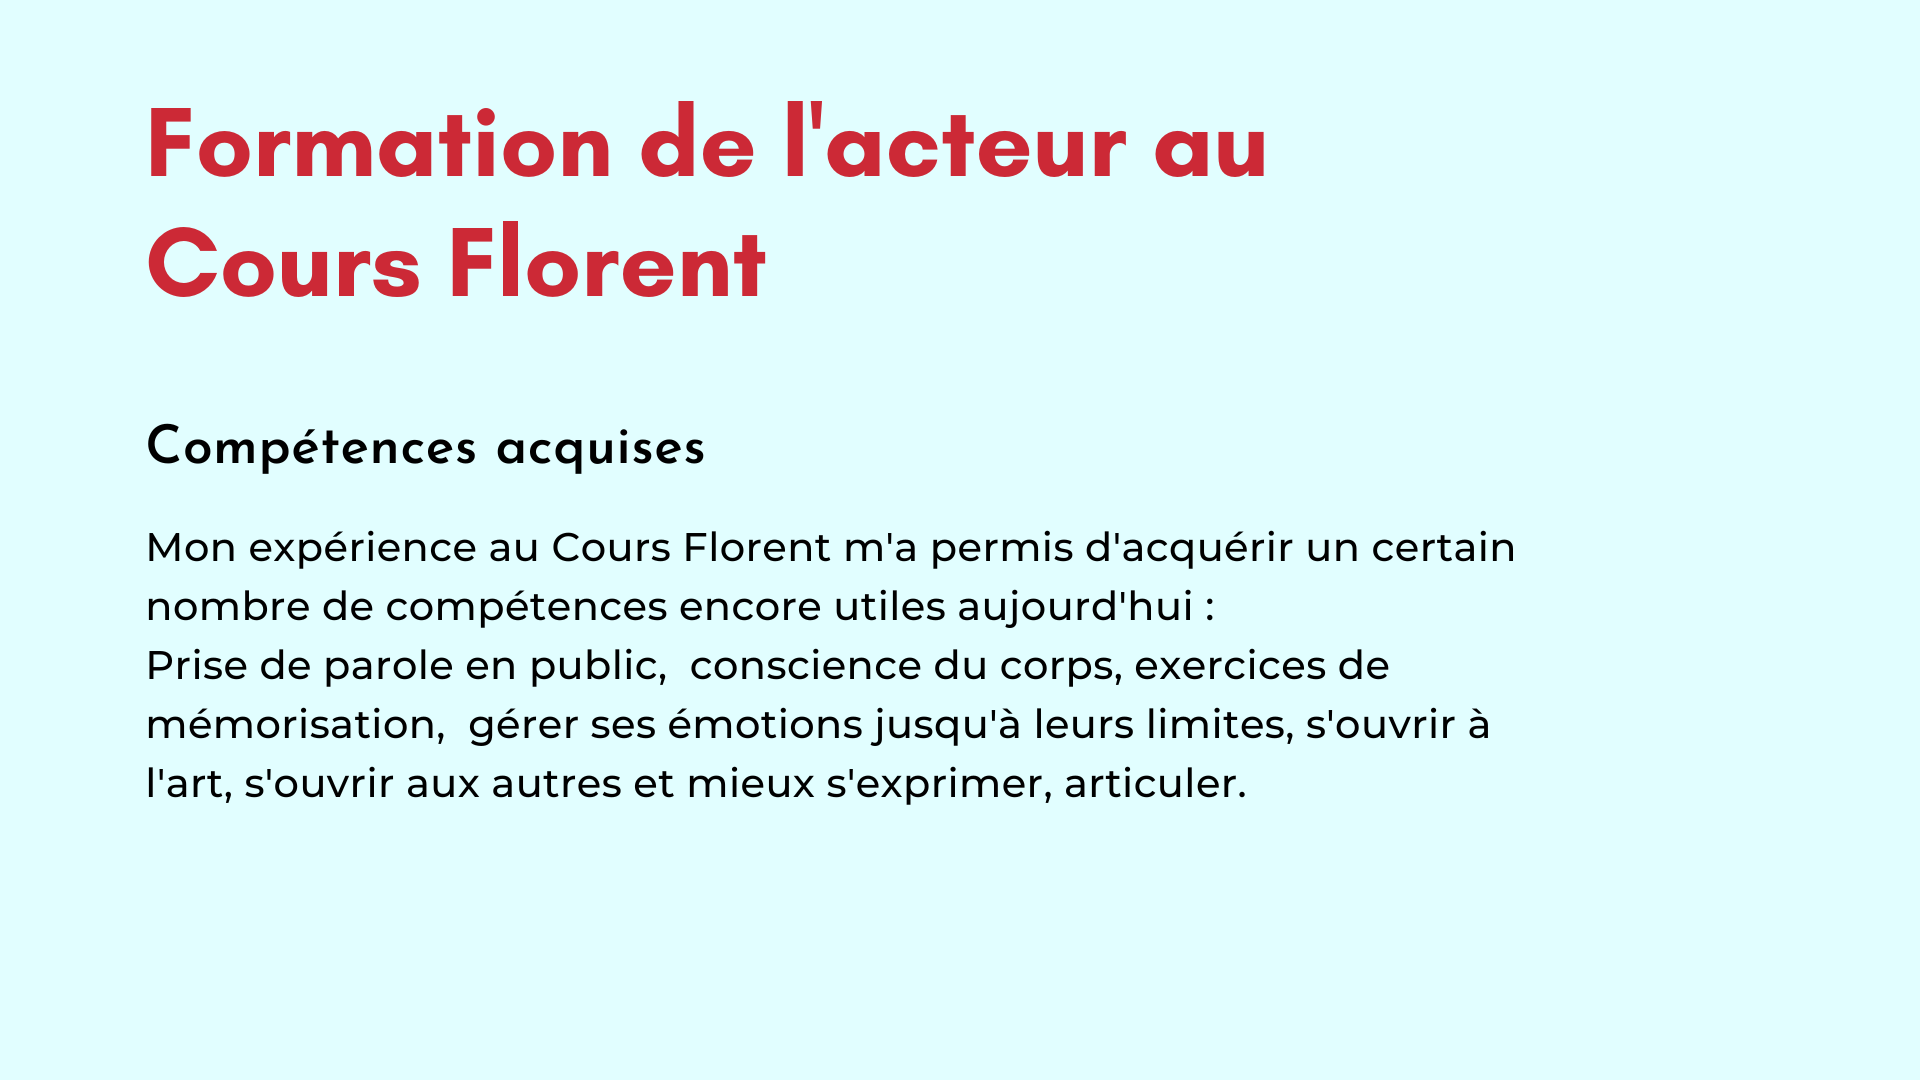 Formation de l'acteur au
Cours Florent
Compétences acquises
Mon expérience au Cours Florent m'a permis d'acquérir un certain
nombre de compétences encore utiles aujourd'hui :
Prise de parole en public,  conscience du corps, exercices de
mémorisation,  gérer ses émotions jusqu'à leurs limites, s'ouvrir à
l'art, s'ouvrir aux autres et mieux s'exprimer, articuler.